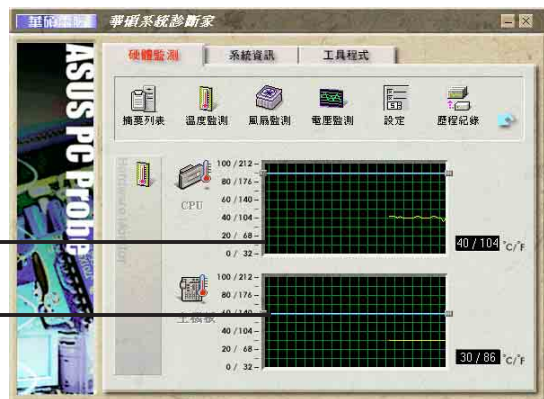 華碩電腦 華碩系統診斷家
硬體監測 系統資訊 工具程式
摘要列表 溫度監測 風扇監測 電壓監測 設定 歷程紀錄
ASUS PC Probe
Hardware Monitor
CPU
100 / 212
80 / 176
60 / 140
40 / 104
20 / 68
0 / 32
40 / 104 °C/°F
主機板
100 / 212
80 / 176
60 / 140
40 / 104
20 / 68
0 / 32
30 / 86 °C/°F